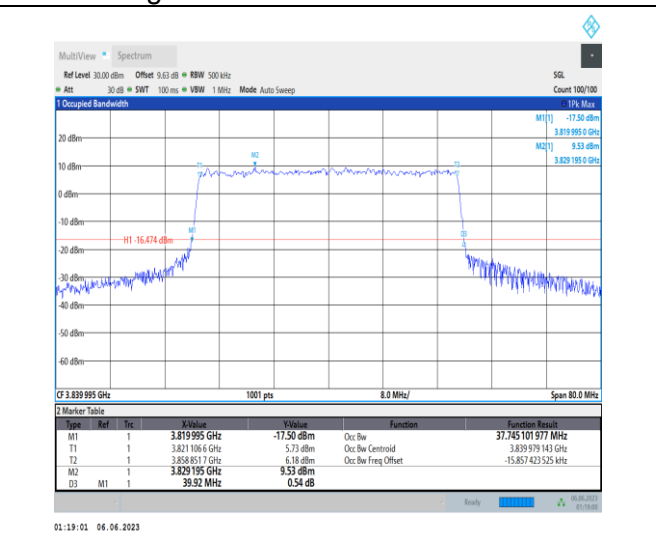 MultiView Spectrum
Ref Level 30.00 dBm Offset 9.63 dB RBW 500 kHz SGL
Att 30 dB SWT 100 ms VBW 1 MHz Mode Auto Sweep Count 100/100
1 Occupied Bandwidth 1Pk Max
M1[1] -17.50 dBm
3.819 995 0 GHz
M2[1] 9.53 dBm
3.829 195 0 GHz
20 dBm
M2
T1 T2
10 dBm
0 dBm
-10 dBm
M1
D3
H1 -16.474 dBm
-20 dBm
-30 dBm
-40 dBm
-50 dBm
-60 dBm
CF 3.839 995 GHz 1001 pts 8.0 MHz/ Span 80.0 MHz
2 Marker Table
Type Ref Trc X-Value Y-Value Function Function Result
M1 1 3.819 995 GHz -17.50 dBm Occ Bw 37.745 101 977 MHz
T1 1 3.821 106 6 GHz 5.73 dBm Occ Bw Centroid 3.839 979 143 GHz
T2 1 3.858 851 7 GHz 6.18 dBm Occ Bw Freq Offset -15.857 423 525 kHz
M2 1 3.829 195 GHz 9.53 dBm
D3 M1 1 39.92 MHz 0.54 dB
Ready 06.06.2023
01:19:00
01:19:01 06.06.2023